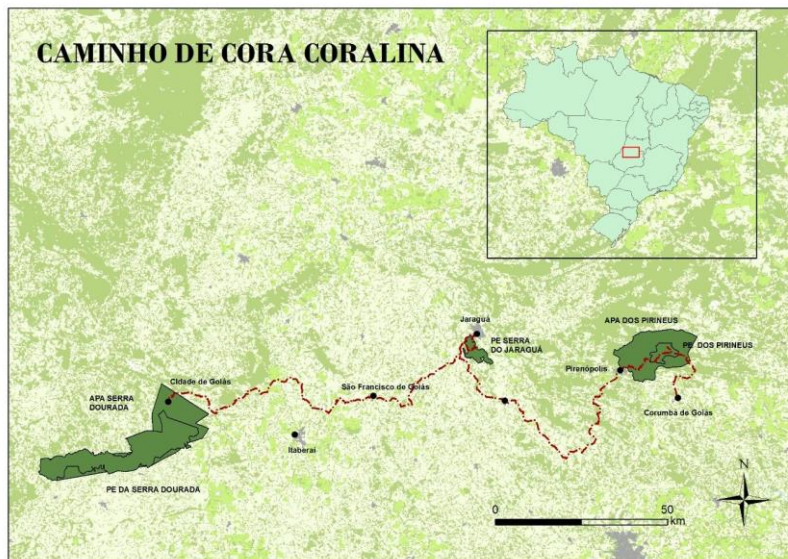 CAMINHO DE CORA CORALINA
Jaraguá
APA DOS PIRINEUS
PE SERRA
DO JARAGUÁ
PE. DOS PIRINEUS
Pirenópolis
Cidade de Goiás
São Francisco de Goiás
APA SERRA
DOURADA
Corumbá de Goiás
Itaberaí
PE DA SERRA DOURADA
N
0
50
km